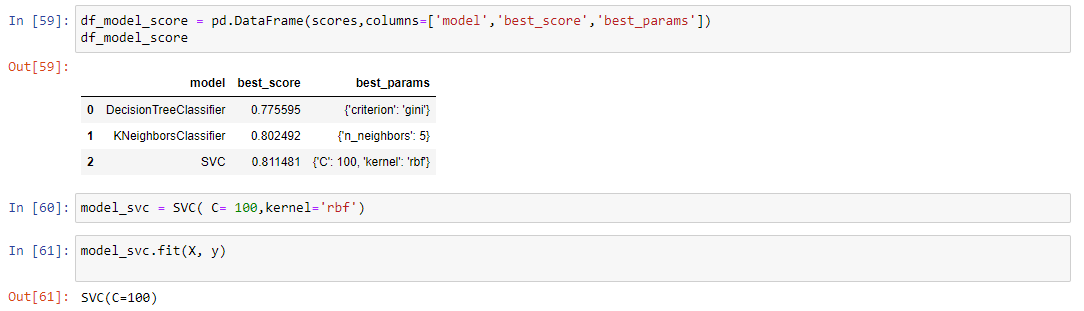 In [59]: df_model_score = pd.DataFrame(scores,columns=['model','best_score','best_params'])
df_model_score
Out[59]:
model best_score best_params
0 DecisionTreeClassifier 0.775595 {'criterion': 'gini'}
1 KNeighborsClassifier 0.802492 {'n_neighbors': 5}
2 SVC 0.811481 {'C': 100, 'kernel': 'rbf'}
In [60]: model_svc = SVC( C= 100,kernel='rbf')
In [61]: model_svc.fit(X, y)
Out[61]: SVC(C=100)